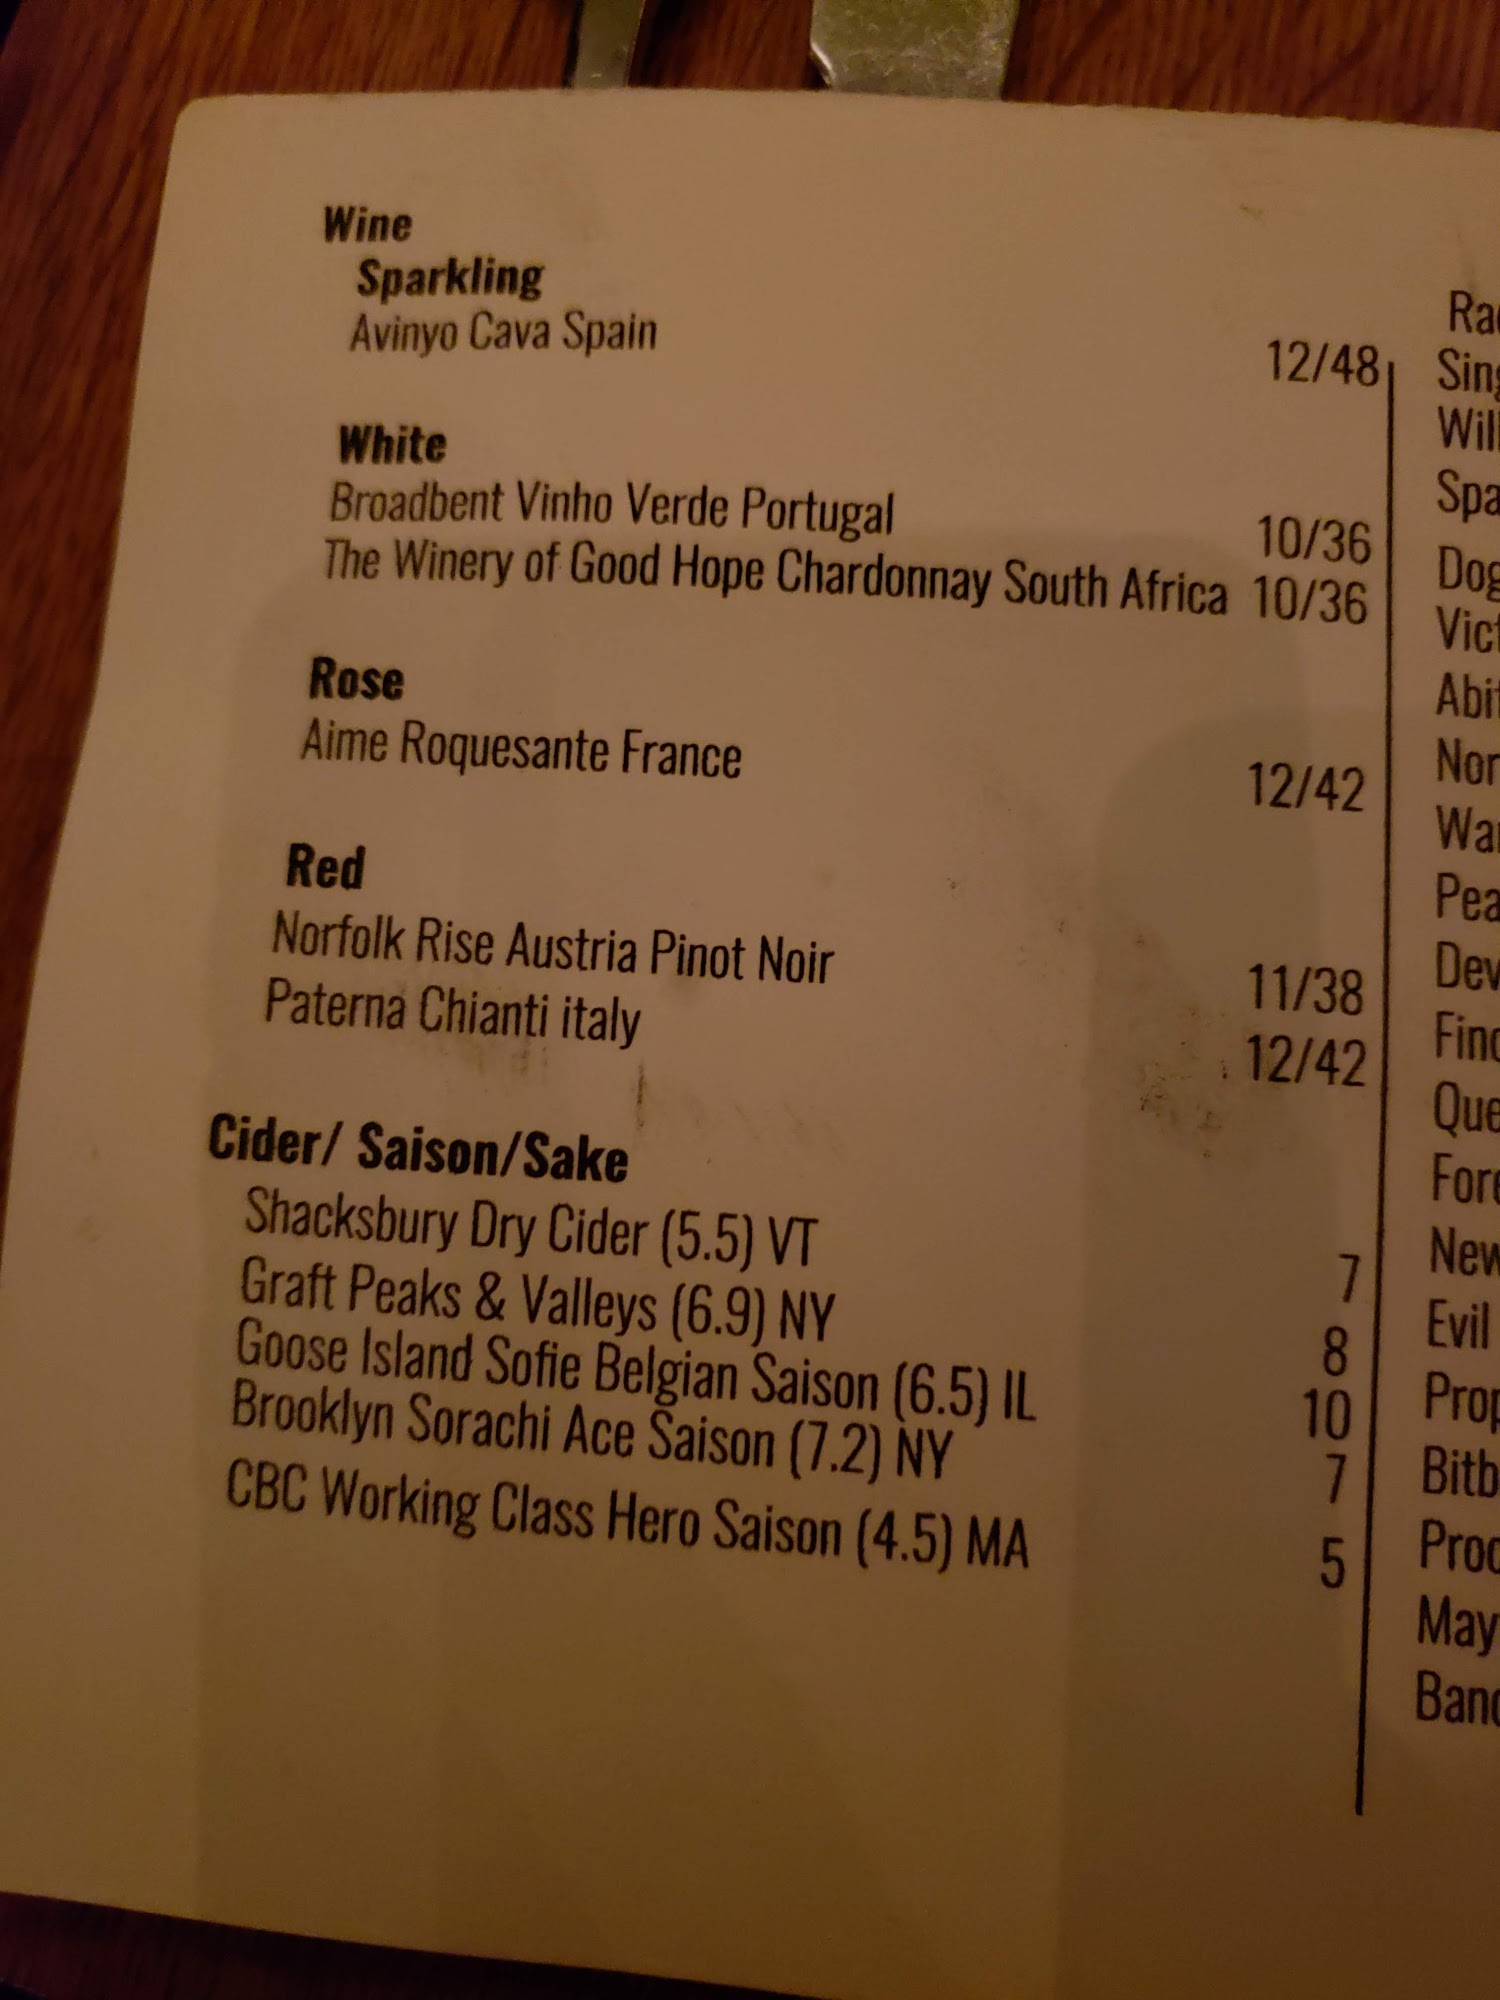 Wine
Sparkling
Avinyo Cava Spain 12/48
White
Broadbent Vinho Verde Portugal 10/36
The Winery of Good Hope Chardonnay South Africa 10/36
Rose
Aime Roquesante France 12/42
Red
Norfolk Rise Austria Pinot Noir 11/38
Paterna Chianti italy 12/42
Cider/ Saison/Sake
Shacksbury Dry Cider (5.5) VT 7
Graft Peaks & Valleys (6.9) NY 8
Goose Island Sofie Belgian Saison (6.5) IL 10
Brooklyn Sorachi Ace Saison (7.2) NY 7
CBC Working Class Hero Saison (4.5) MA 5
Evil